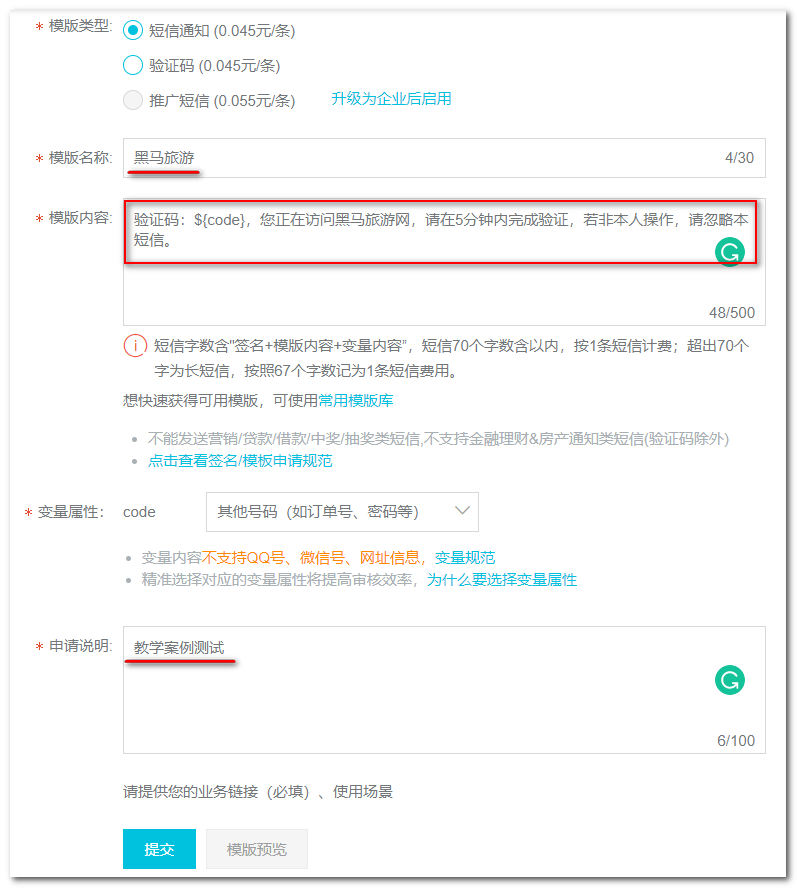 * 模版类型: 短信通知 (0.045元/条)
验证码 (0.045元/条)
推广短信 (0.055元/条) 升级为企业后启用
* 模版名称: 黑马旅游 4/30
* 模版内容: 验证码：${code}，您正在访问黑马旅游网，请在5分钟内完成验证，若非本人操作，请忽略本
短信。
48/500
短信字数含"签名+模版内容+变量内容"，短信70个字数含以内，按1条短信计费；超出70个
字为长短信，按照67个字数记为1条短信费用。
想快速获得可用模版，可使用常用模版库
不能发送营销/贷款/借款/中奖/抽奖类短信,不支持金融理财&房产通知类短信(验证码除外)
点击查看签名/模板申请规范
* 变量属性： code 其他号码（如订单号、密码等）
变量内容不支持QQ号、微信号、网址信息，变量规范
精准选择对应的变量属性将提高审核效率，为什么要选择变量属性
* 申请说明: 教学案例测试
6/100
请提供您的业务链接（必填）、使用场景
提交 模版预览